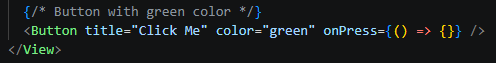 {/* Button with green color */}
<Button title="Click Me" color="green" onPress={() => {}} />
</View>